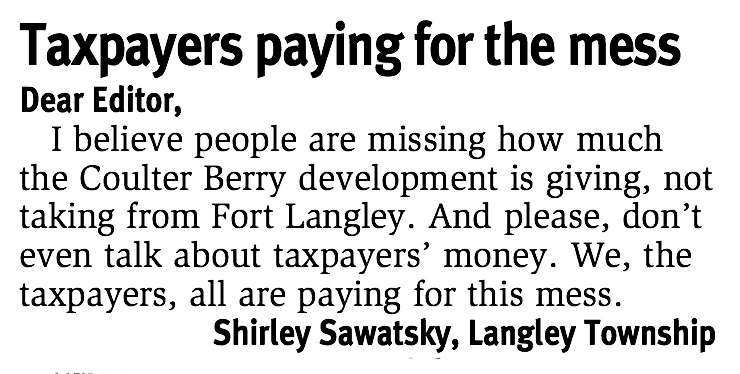 Taxpayers paying for the mess
Dear Editor,
I believe people are missing how much
the Coulter Berry development is giving, not
taking from Fort Langley. And please, don't
even talk about taxpayers' money. We, the
taxpayers, all are paying for this mess.
Shirley Sawatsky, Langley Township